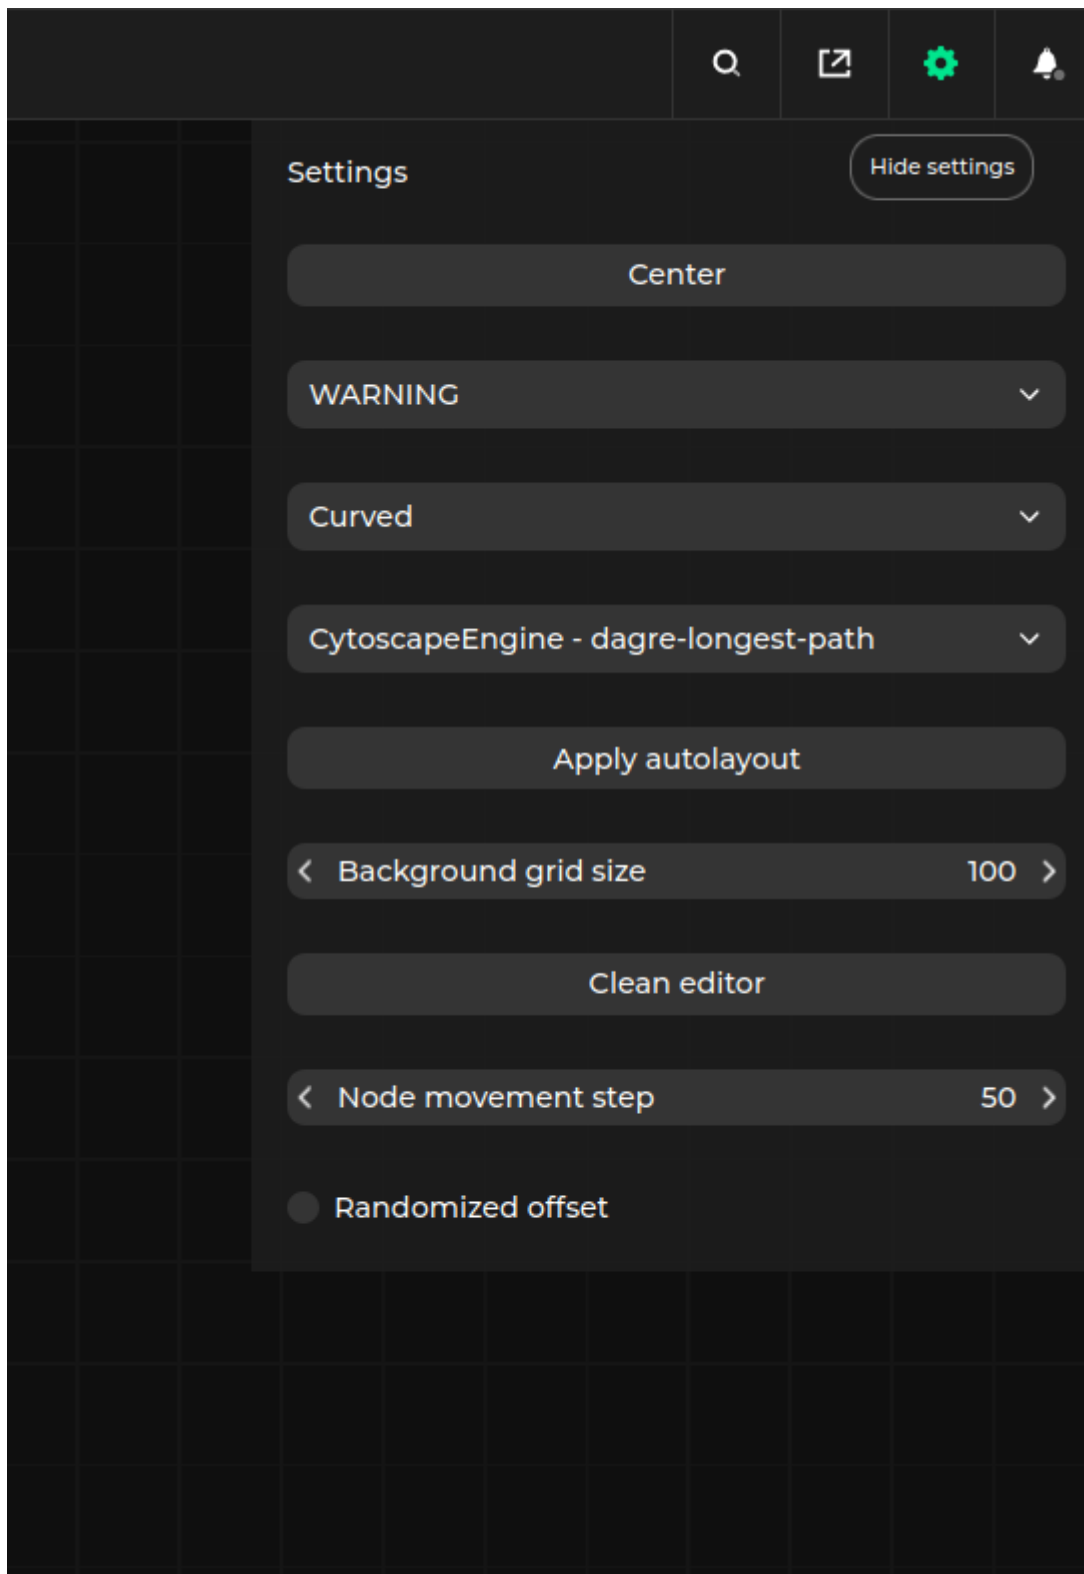 Settings
Hide settings
Center
WARNING
Curved
CytoscapeEngine - dagre-longest-path
Apply autolayout
Background grid size 100
Clean editor
Node movement step 50
Randomized offset